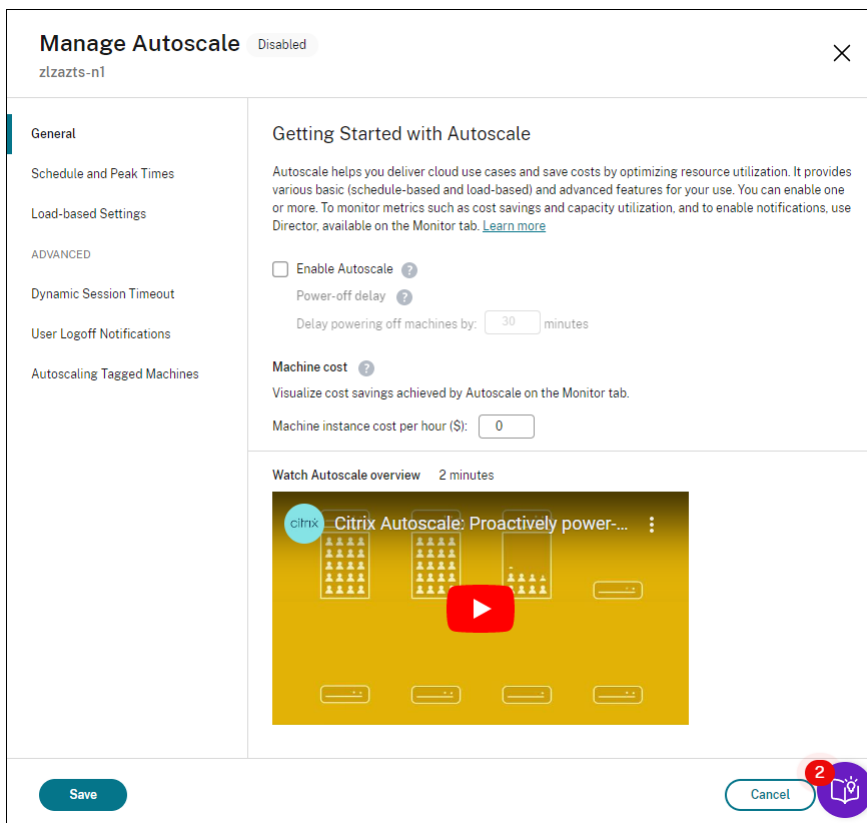 Manage Autoscale Disabled
zlzazts-n1
General
Schedule and Peak Times
Load-based Settings
ADVANCED
Dynamic Session Timeout
User Logoff Notifications
Autoscaling Tagged Machines
Getting Started with Autoscale
Autoscale helps you deliver cloud use cases and save costs by optimizing resource utilization. It provides
various basic (schedule-based and load-based) and advanced features for your use. You can enable one
or more. To monitor metrics such as cost savings and capacity utilization, and to enable notifications, use
Director, available on the Monitor tab. Learn more
Enable Autoscale ?
Power-off delay ?
Delay powering off machines by: 30 minutes
Machine cost ?
Visualize cost savings achieved by Autoscale on the Monitor tab.
Machine instance cost per hour ($): 0
Watch Autoscale overview 2 minutes
citrix Citrix Autoscale: Proactively power-...
Save
Cancel
2